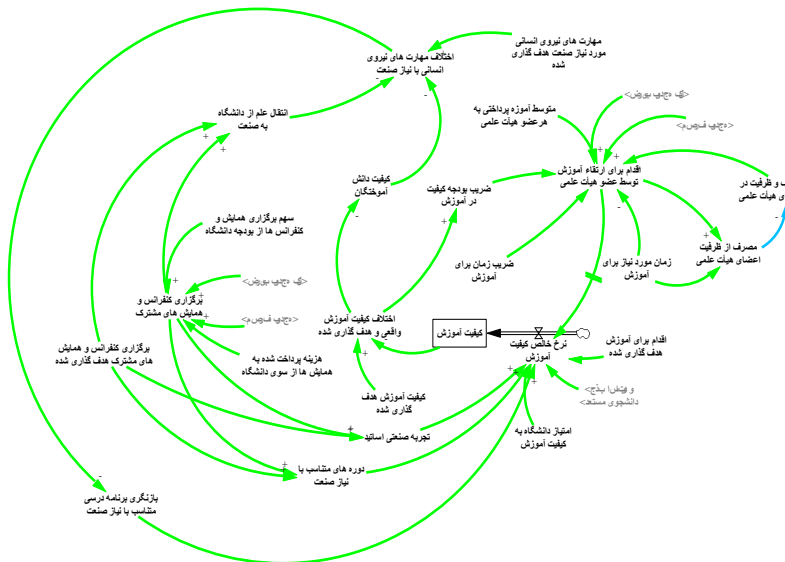 اختلاف مهارت های نیروی
انسانی با نیاز صنعت
مهارت های نیروی انسانی
مورد نیاز صنعت هدف گذاری
شده
انتقال علم از دانشگاه
به صنعت
متوسط آموزه پرداختی به
هرعضو هیأت علمی
اقدام برای ارتقاء آموزش
توسط عضو هیأت علمی
ف و ظرفیت در
ی هیأت علمی
کیفیت دانش
آموختگان
ضریب بودجه کیفیت
در آموزش
سهم برگزاری همایش و
کنفرانس ها از بودجه دانشگاه
ضریب زمان برای
آموزش
زمان مورد نیاز برای
آموزش
مصرف از ظرفیت
اعضای هیأت علمی
برگزاری کنفرانس و
همایش های مشترک
اختلاف کیفیت آموزش
واقعی و هدف گذاری شده
کیفیت آموزش
نرخ خالص کیفیت
آموزش
اقدام برای آموزش
هدف گذاری شده
برگزاری کنفرانس و همایش
های مشترک هدف گذاری شده
هزینه پرداخت شده به
همایش ها از سوی دانشگاه
کیفیت آموزش هدف
گذاری شده
دانشجوی
تجربه صنعتی اساتید
امتیاز دانشگاه به
کیفیت آموزش
دوره های متناسب با
نیاز صنعت
بازنگری برنامه درسی
متناسب با نیاز صنعت